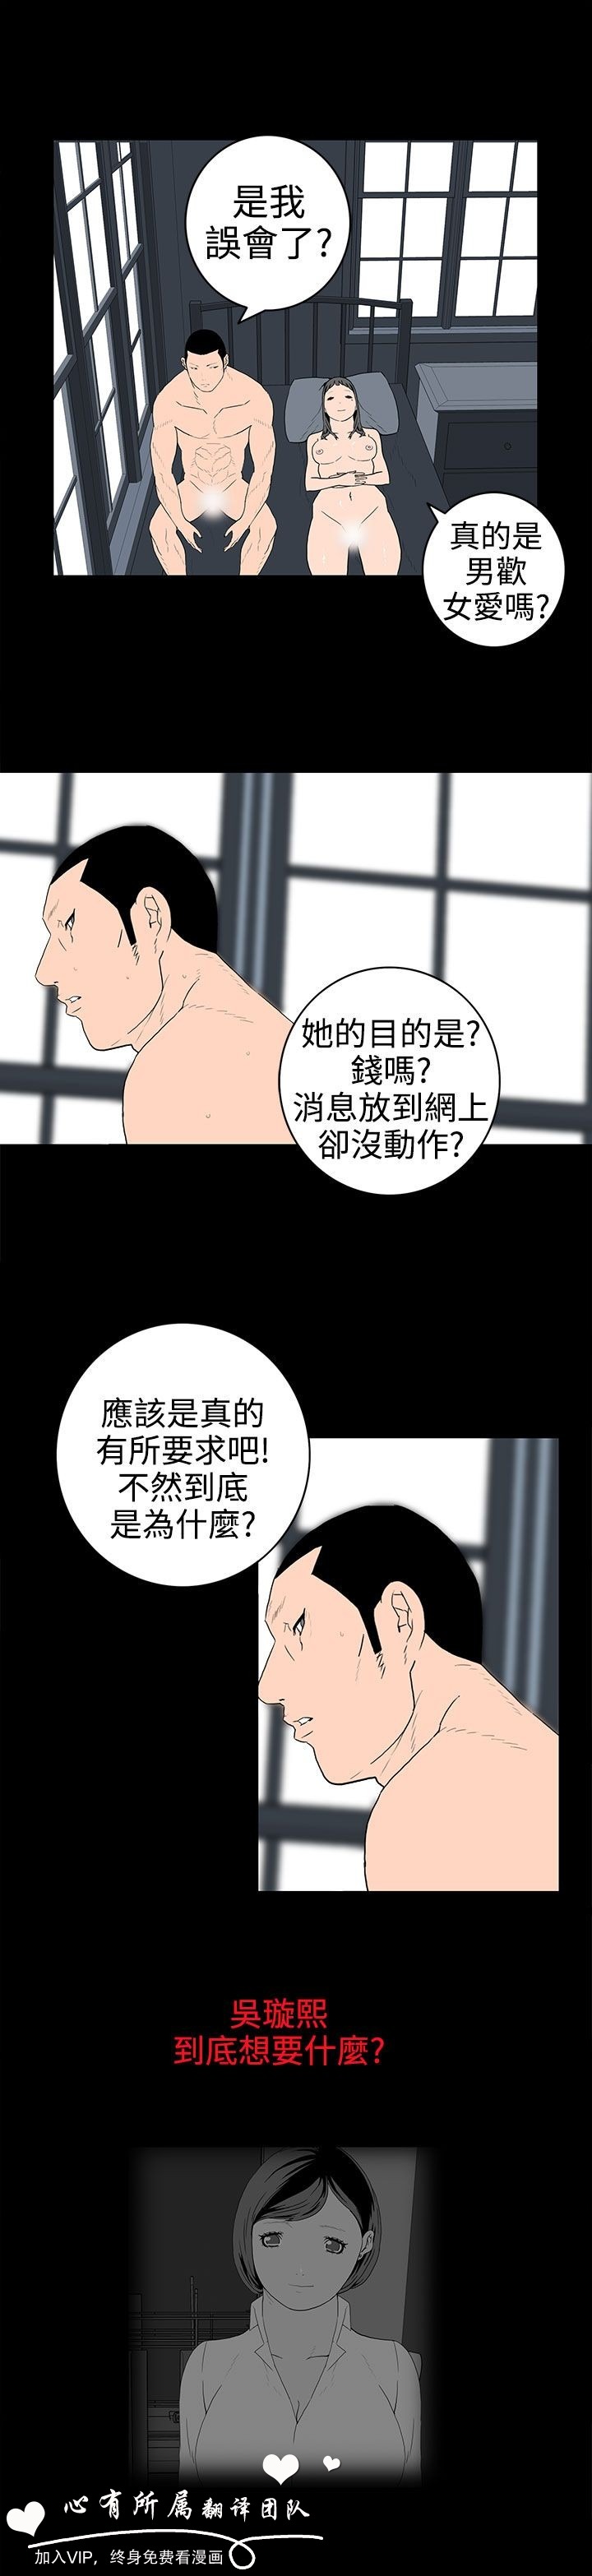 是我
誤會了?
真的是
男歡
女愛嗎?
她的目的是?
錢嗎?
消息放到網上
卻沒動作?
應該是真的
有所要求吧!
不然到底
是為什麼?
吳璇熙
到底想要什麼?
心有所属翻译团队
加入VIP，终身免费看漫画